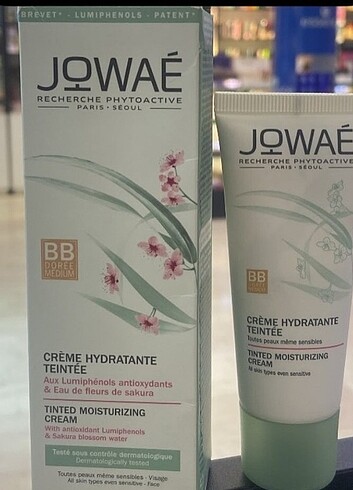 BREVET* - LUMIPHENOLS - PATENT*
JOWAÉ
RECHERCHE PHYTOACTIVE
PARIS • SÉOUL
BB
DORÉE
MEDIUM
CRÈME HYDRATANTE
TEINTÉE
Aux Lumiphénols antioxydants
& Eau de fleurs de sakura
TINTED MOISTURIZING
CREAM
With antioxidant Lumiphenols
& Sakura blossom water
Testé sous contrôle dermatologique
Dermatologically tested
Toutes peaux même sensibles - Visage
All skin types even sensitive - Face
JOWAÉ
RECHERCHE PHYTOACTIVE
PARIS • SÉOUL
BB
CRÈME HYDRATANTE
TEINTÉE
Toutes peaux même sensibles
TINTED MOISTURIZING
CREAM
All skin types even sensitive